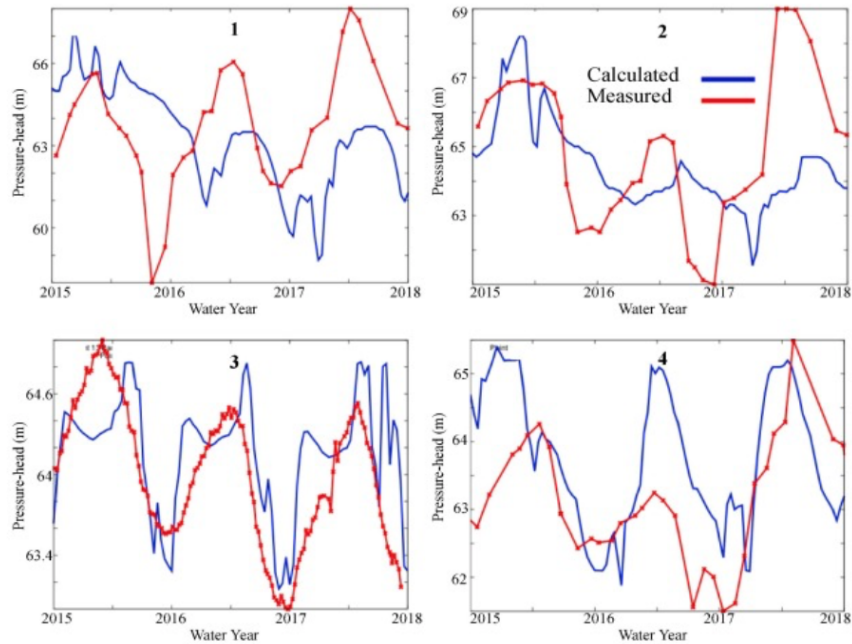 1
66
63
60
Pressure-head (m)
2015 2016 2017 2018
Water Year
2
Calculated
Measured
69
67
65
63
Pressure-head (m)
2015 2016 2017 2018
Water Year
3
64.6
64
63.4
Pressure-head (m)
2015 2016 2017 2018
Water Year
4
65
64
63
62
Pressure-head (m)
2015 2016 2017 2018
Water Year